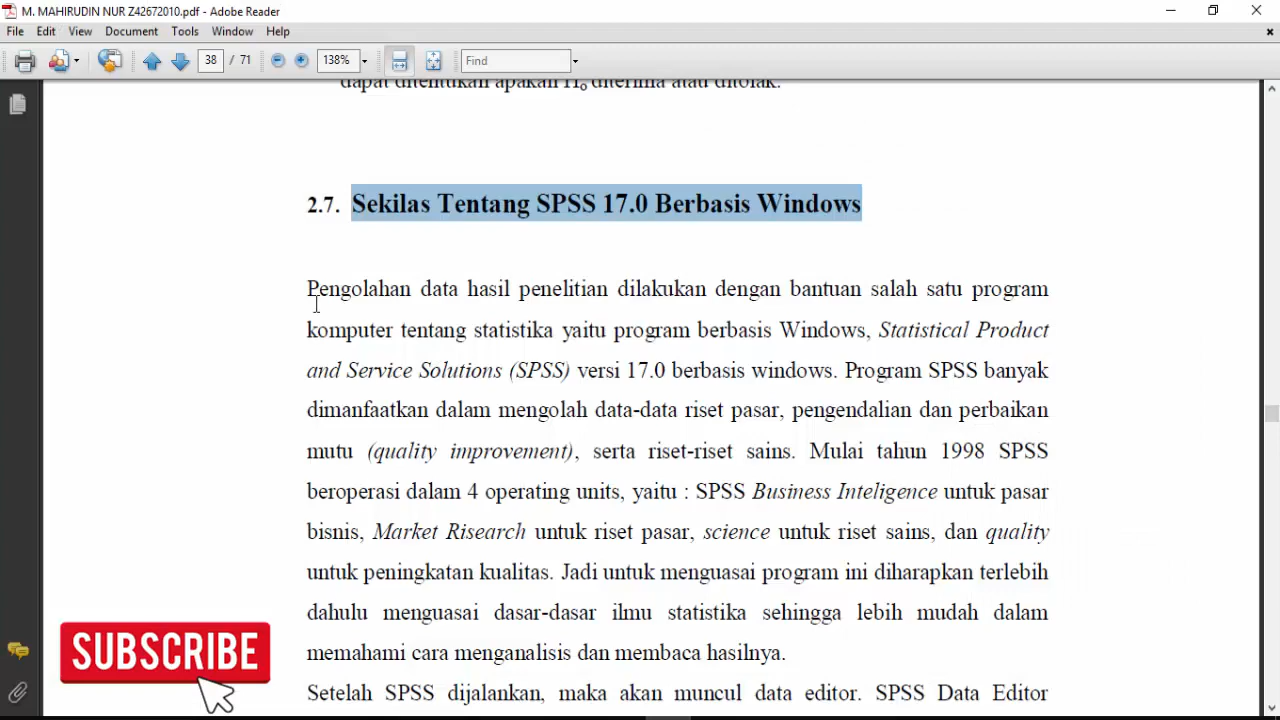 M. MAHIRUDIN NUR Z42672010.pdf - Adobe Reader
File Edit View Document Tools Window Help
38 / 71 138% Find
dapat ditentukan apakah Ho diterima atau ditolak.
2.7. Sekilas Tentang SPSS 17.0 Berbasis Windows
Pengolahan data hasil penelitian dilakukan dengan bantuan salah satu program
komputer tentang statistika yaitu program berbasis Windows, Statistical Product
and Service Solutions (SPSS) versi 17.0 berbasis windows. Program SPSS banyak
dimanfaatkan dalam mengolah data-data riset pasar, pengendalian dan perbaikan
mutu (quality improvement), serta riset-riset sains. Mulai tahun 1998 SPSS
beroperasi dalam 4 operating units, yaitu : SPSS Business Inteligence untuk pasar
bisnis, Market Risearch untuk riset pasar, science untuk riset sains, dan quality
untuk peningkatan kualitas. Jadi untuk menguasai program ini diharapkan terlebih
dahulu menguasai dasar-dasar ilmu statistika sehingga lebih mudah dalam
memahami cara menganalisis dan membaca hasilnya.
Setelah SPSS dijalankan, maka akan muncul data editor. SPSS Data Editor
SUBSCRIBE